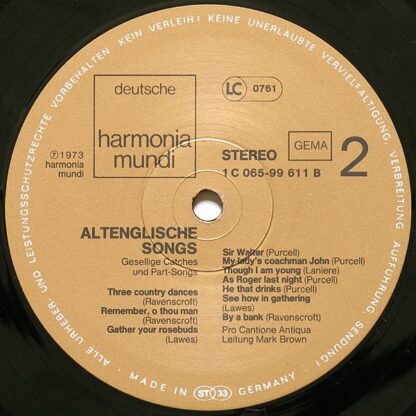 ALLE URHEBER- UND LEISTUNGSSCHUTZRECHTE VORBEHALTEN · KEIN VERLEIH! KEINE UNERLAUBTE VERVIELFÄLTIGUNG, VERBREITUNG, AUFFÜHRUNG, SENDUNG!
deutsche
harmonia
mundi
LC 0761
℗ 1973
harmonia
mundi
STEREO
GEMA
2
1 C 065-99 611 B
ALTENGLISCHE
SONGS
Gesellige Catches
und Part-Songs
Three country dances
(Ravenscroft)
Remember, o thou man
(Ravenscroft)
Gather your rosebuds
(Lawes)
Sir Walter (Purcell)
My lady's coachman John (Purcell)
Though I am young (Laniere)
As Roger last night (Purcell)
He that drinks (Purcell)
See how in gathering
(Lawes)
By a bank (Ravenscroft)
Pro Cantione Antiqua
Leitung Mark Brown
MADE IN ST 33 GERMANY